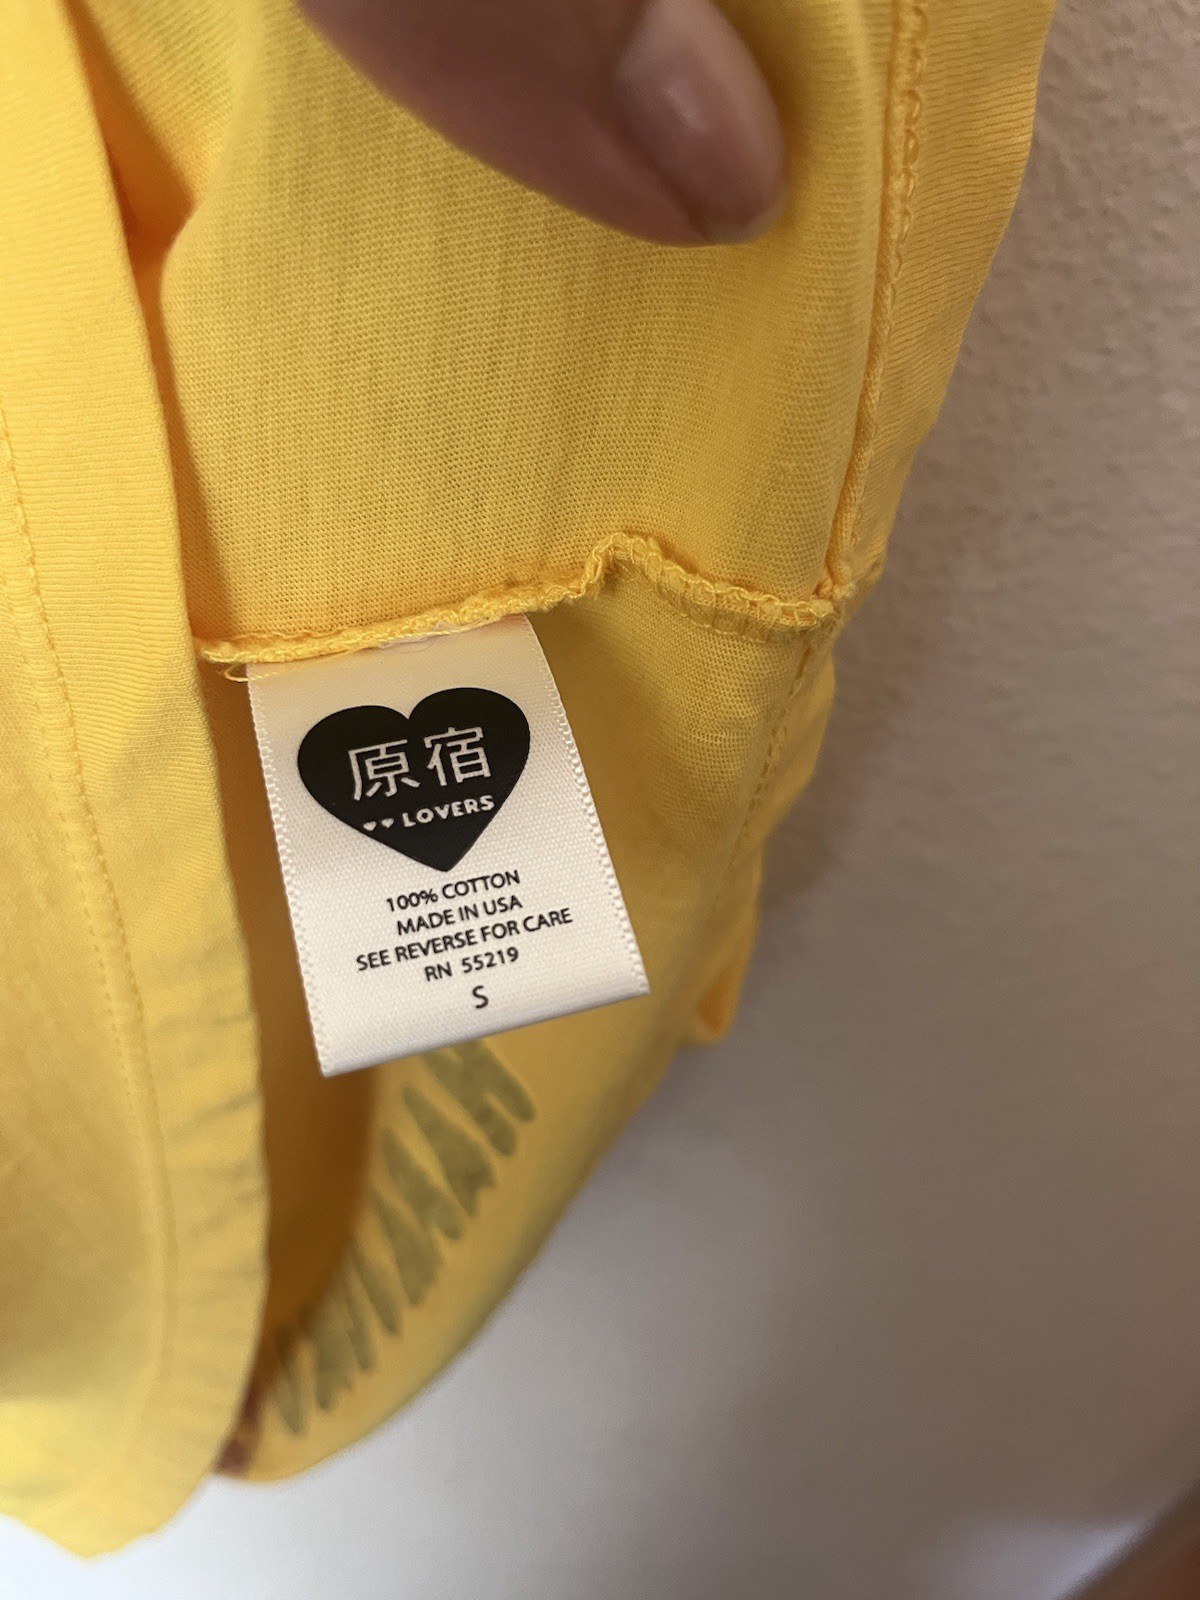 原宿
♥♥ LOVERS
100% COTTON
MADE IN USA
SEE REVERSE FOR CARE
RN 55219
S